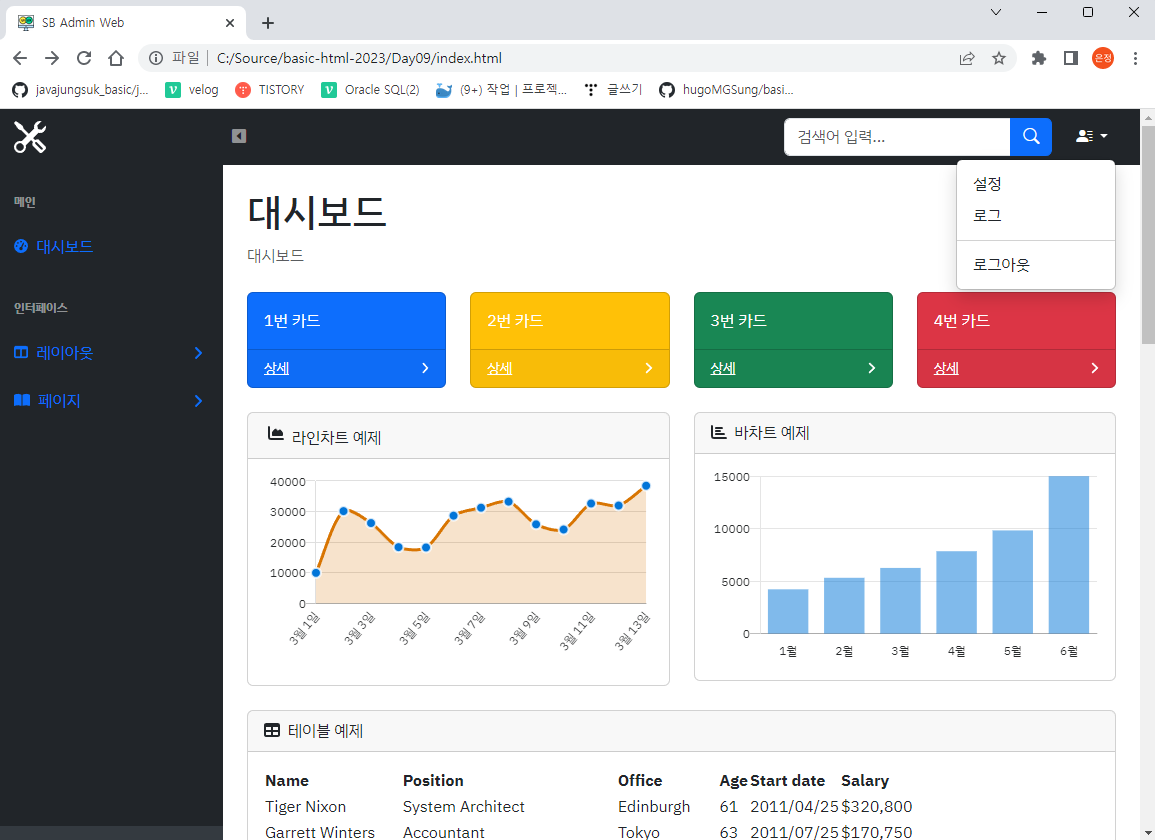 SB Admin Web
파일
C:/Source/basic-html-2023/Day09/index.html
은정
javajungsuk_basic/j...
velog
TISTORY
Oracle SQL(2)
(9+) 작업 | 프로젝...
글쓰기
hugoMGSung/basi...
검색어 입력...
설정
로그
로그아웃
메인
대시보드
인터페이스
레이아웃
페이지
대시보드
대시보드
1번 카드
상세
2번 카드
상세
3번 카드
상세
4번 카드
상세
라인차트 예제
40000
30000
20000
10000
0
3월 1일
3월 3일
3월 5일
3월 7일
3월 9일
3월 11일
3월 13일
바차트 예제
15000
10000
5000
0
1월
2월
3월
4월
5월
6월
테이블 예제
Name Position Office Age Start date Salary
Tiger Nixon System Architect Edinburgh 61 2011/04/25 $320,800
Garrett Winters Accountant Tokyo 63 2011/07/25 $170,750